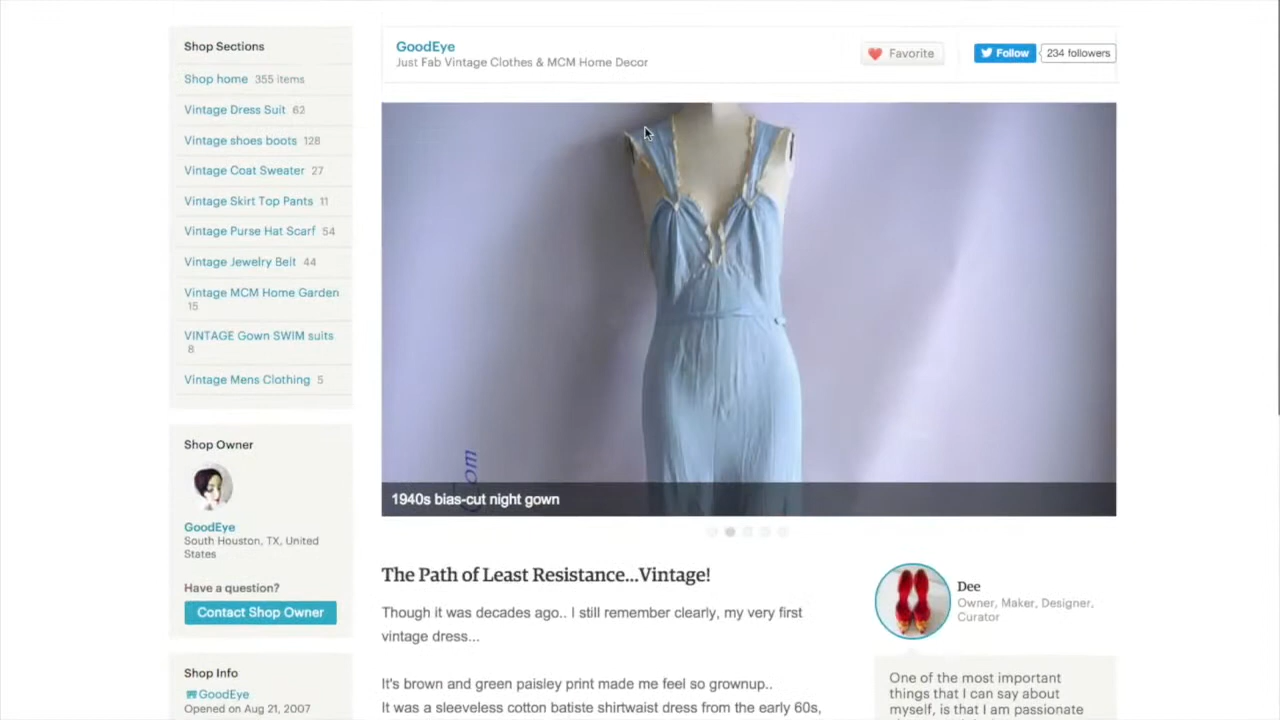 Shop Sections
Shop home 355 items
Vintage Dress Suit 62
Vintage shoes boots 128
Vintage Coat Sweater 27
Vintage Skirt Top Pants 11
Vintage Purse Hat Scarf 54
Vintage Jewelry Belt 44
Vintage MCM Home Garden
15
VINTAGE Gown SWIM suits
8
Vintage Mens Clothing 5
Shop Owner
GoodEye
South Houston, TX, United
States
Have a question?
Contact Shop Owner
Shop Info
GoodEye
Opened on Aug 21, 2007
GoodEye
Just Fab Vintage Clothes & MCM Home Decor
Favorite
Follow
234 followers
om
1940s bias-cut night gown
The Path of Least Resistance...Vintage!
Though it was decades ago.. I still remember clearly, my very first
vintage dress...
It's brown and green paisley print made me feel so grownup..
It was a sleeveless cotton batiste shirtwaist dress from the early 60s,
Dee
Owner, Maker, Designer,
Curator
One of the most important
things that I can say about
myself, is that I am passionate